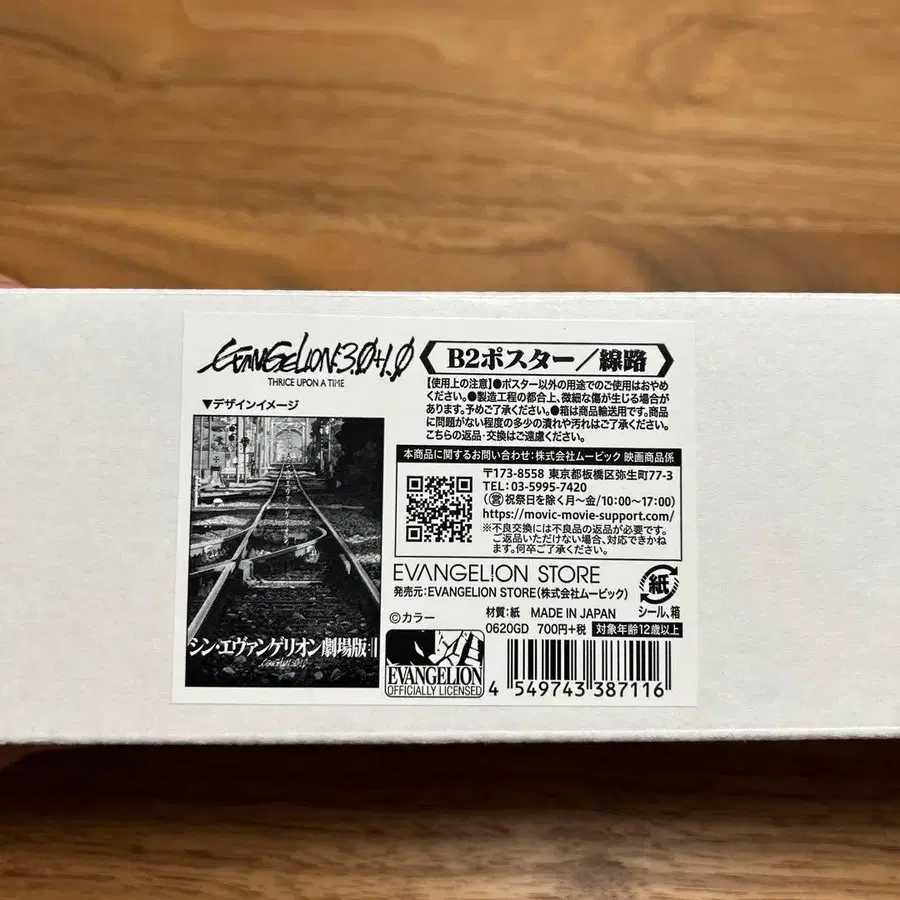 EVANGELION:3.0+1.0
THRICE UPON A TIME
▼デザインイメージ
シン・エヴァンゲリオン劇場版:||
B2ポスター/線路
【使用上の注意】●ポスター以外の用途でのご使用はおやめ
ください。●製造工程の都合上、微細な傷が生じる場合が
あります。予めご了承ください。●箱は商品輸送用です。商品
に問題がない程度の多少の潰れや汚れはご了承ください。
こちらの返品・交換はご遠慮ください。
本商品に関するお問い合わせ:株式会社ムービック 映画商品係
〒173-8558 東京都板橋区弥生町77-3
TEL:03-5995-7420
(営 祝祭日を除く月～金/10:00～17:00)
https://movic-movie-support.com/
※不良交換には不良品の返品が必要です。
ご返品いただけない場合、対応できかね
ます。何卒ご了承ください。
EVANGELION STORE
発売元:EVANGELION STORE(株式会社ムービック)
紙
シール、箱
©カラー
材質:紙 MADE IN JAPAN
0620GD 700円+税 対象年齢12歳以上
EVANGELION
OFFICIALLY LICENSED
4 549743 387116